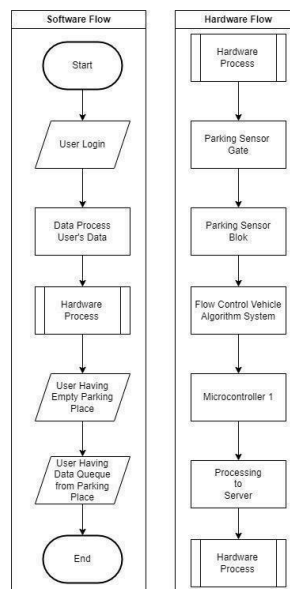 Software Flow
Start
User Login
Data Process
User's Data
Hardware
Process
User Having
Empty Parking
Place
User Having
Data Queque
from Parking
Place
End
Hardware Flow
Hardware
Process
Parking Sensor
Gate
Parking Sensor
Blok
Flow Control Vehicle
Algorithm System
Microcontroller 1
Processing
to
Server
Hardware
Process